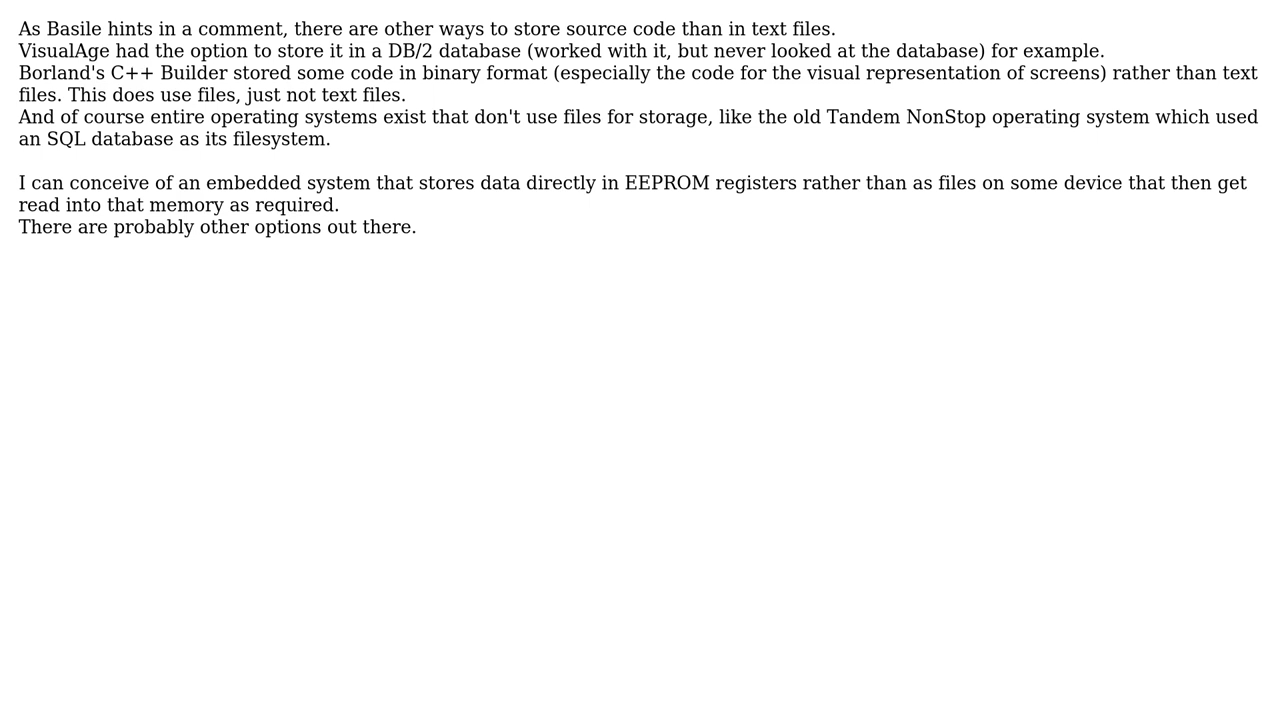 As Basile hints in a comment, there are other ways to store source code than in text files.
VisualAge had the option to store it in a DB/2 database (worked with it, but never looked at the database) for example.
Borland's C++ Builder stored some code in binary format (especially the code for the visual representation of screens) rather than text
files. This does use files, just not text files.
And of course entire operating systems exist that don't use files for storage, like the old Tandem NonStop operating system which used
an SQL database as its filesystem.
I can conceive of an embedded system that stores data directly in EEPROM registers rather than as files on some device that then get
read into that memory as required.
There are probably other options out there.